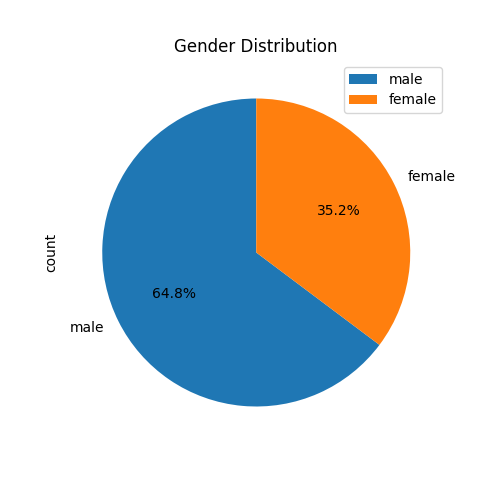 Gender Distribution
male
female
female
35.2%
count
64.8%
male